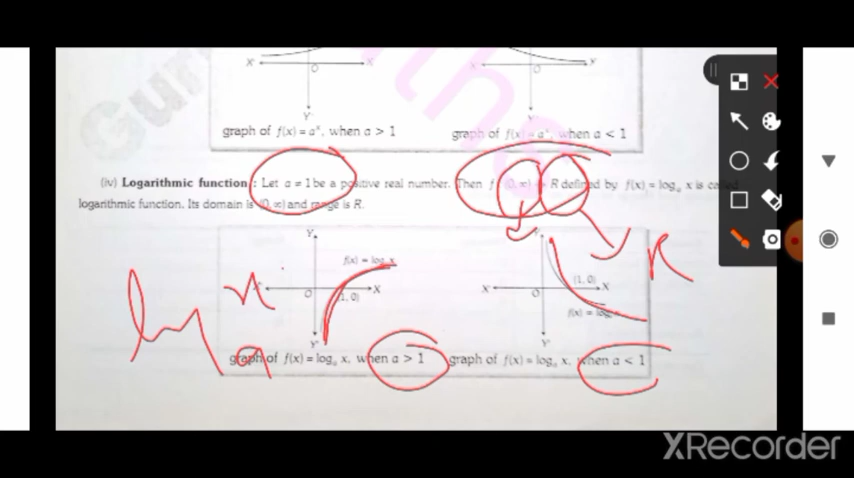 X' O X
Y'
X' O X
Y'
graph of f(x) = aˣ, when a > 1
graph of f(x) = aˣ, when a < 1
(iv) Logarithmic function : Let a ≠ 1 be a positive real number. Then f : (0, ∞) → R defined by f(x) = logₐ x is called
logarithmic function. Its domain is (0, ∞) and range is R.
Y
f(x) = logₐ x
O (1, 0) X
Y'
Y
(1, 0)
X' O X
f(x) = logₐ x
Y'
R
x
a
graph of f(x) = logₐ x, when a > 1
graph of f(x) = logₐ x, when a < 1
XRecorder